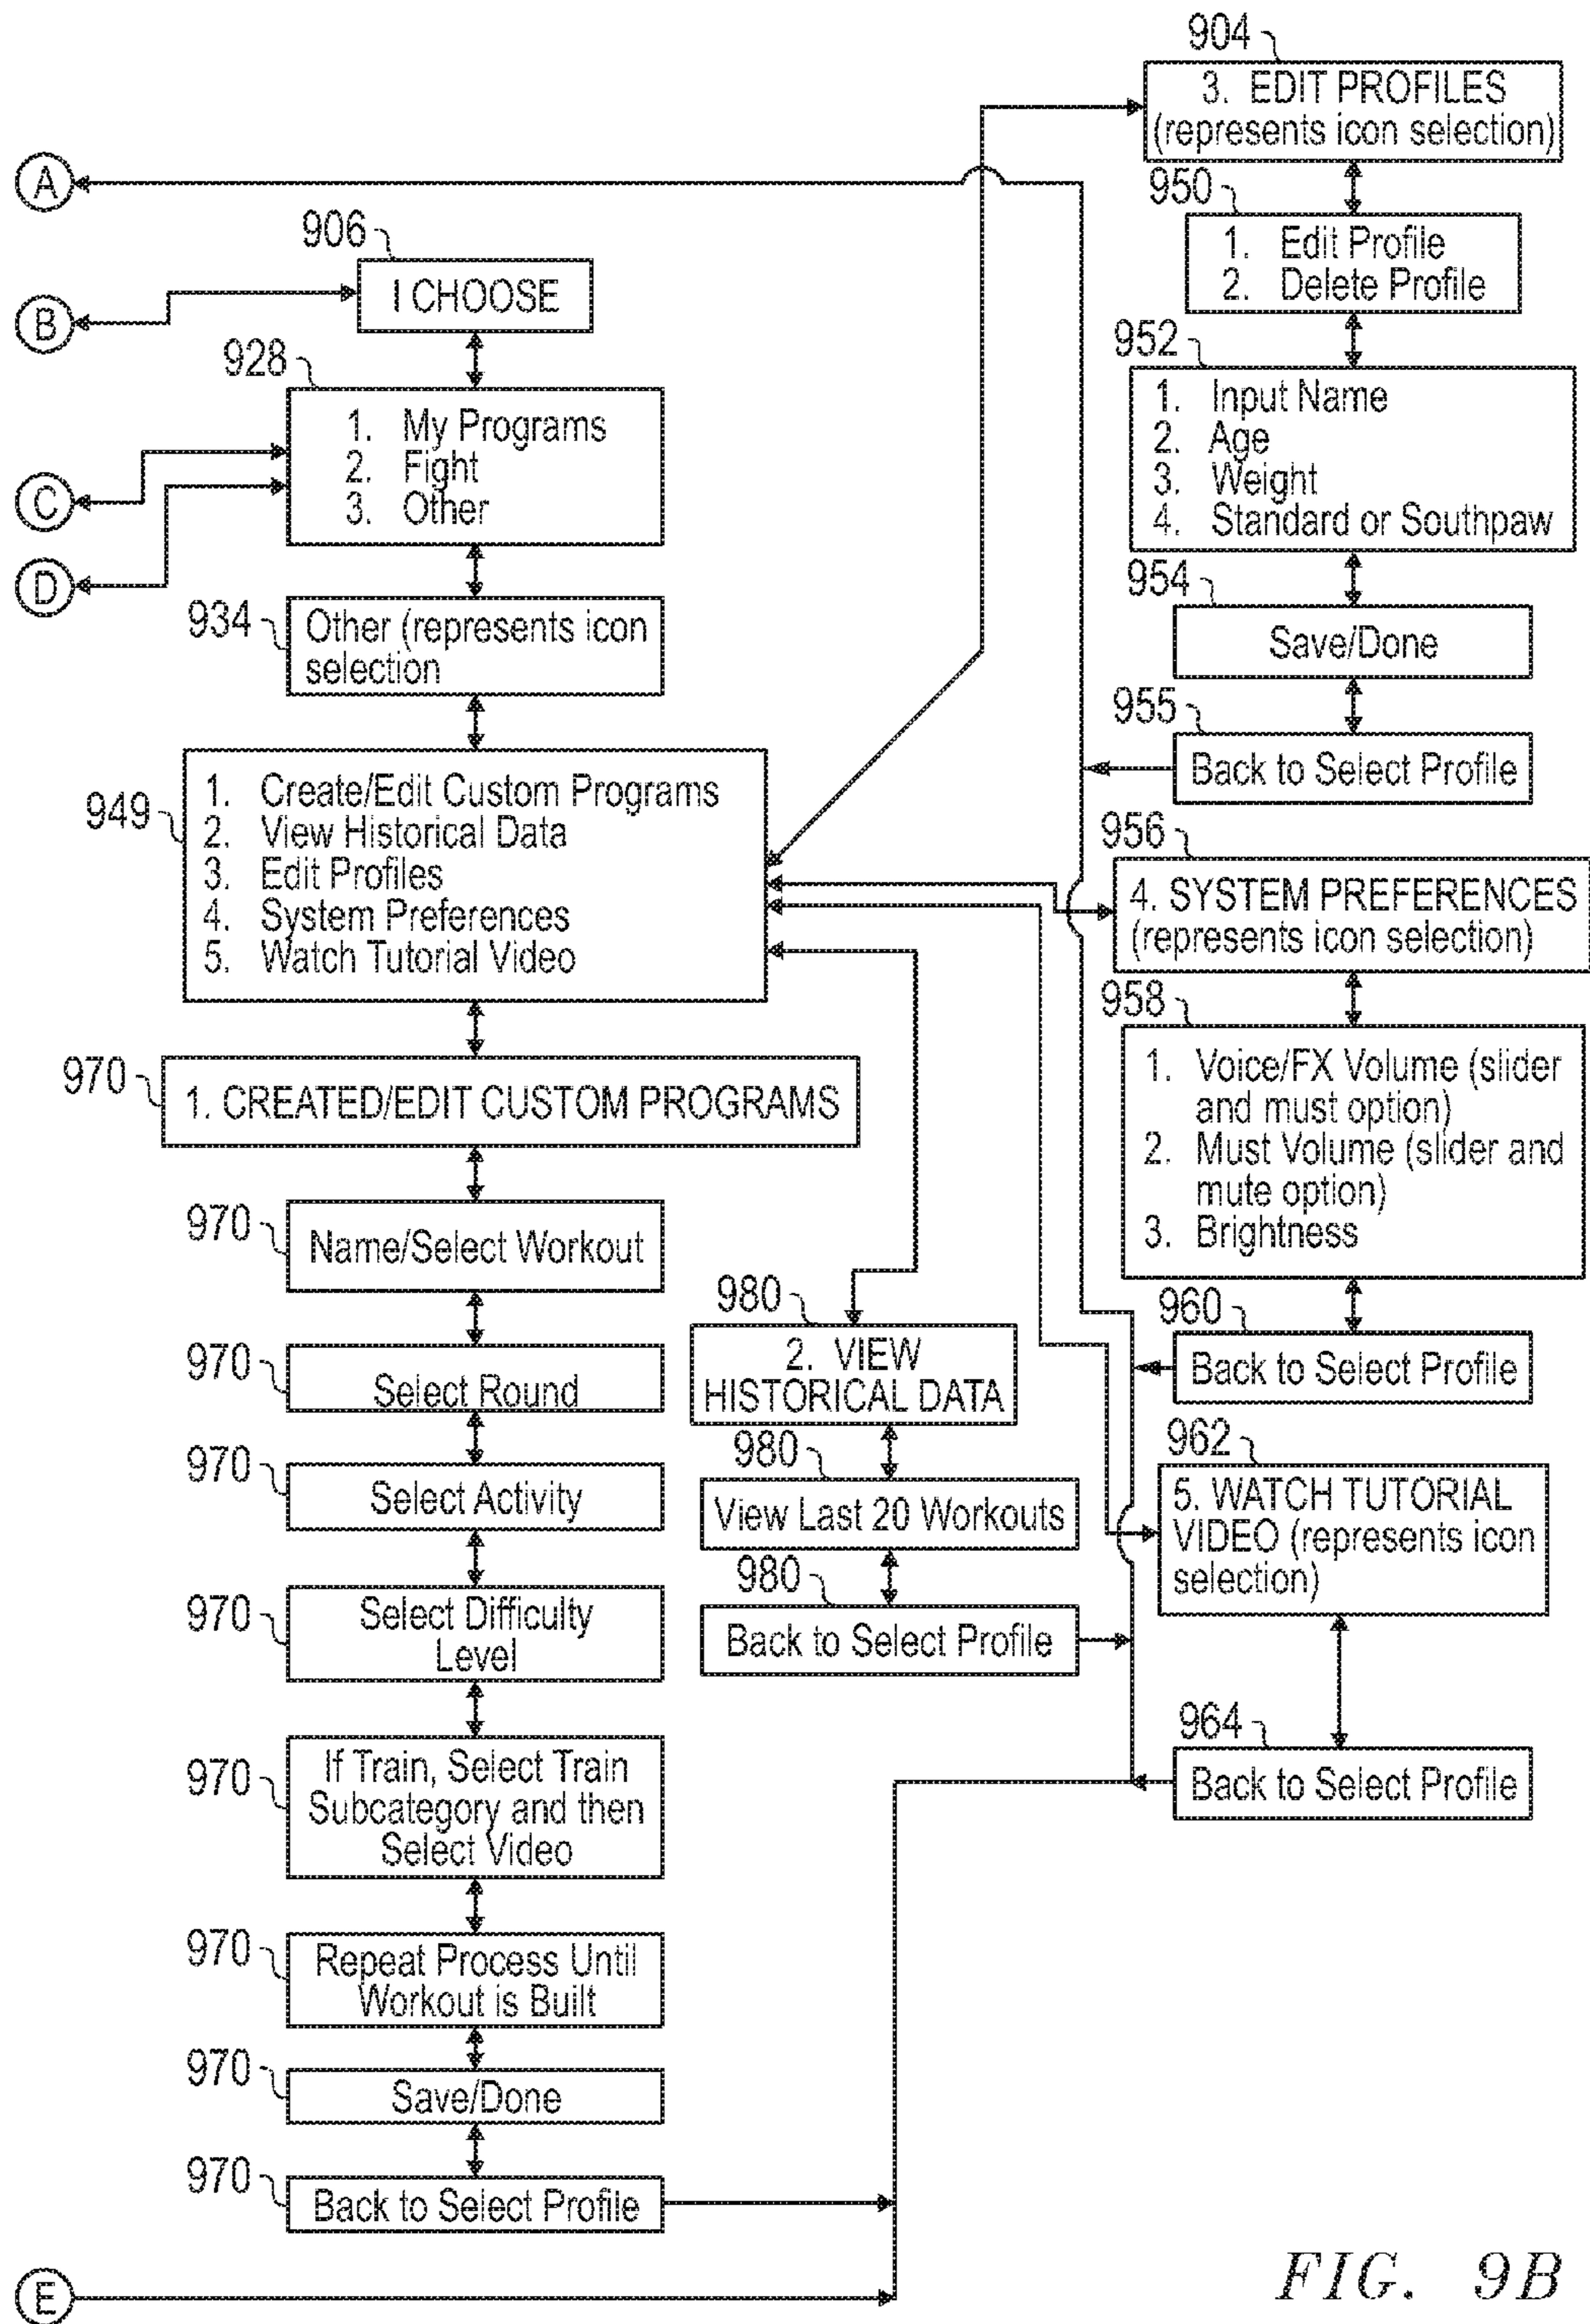 A
906
I CHOOSE
B
928
1. My Programs
2. Fight
3. Other
C
D
934
Other (represents icon
selection
949
1. Create/Edit Custom Programs
2. View Historical Data
3. Edit Profiles
4. System Preferences
5. Watch Tutorial Video
970
1. CREATED/EDIT CUSTOM PROGRAMS
970
Name/Select Workout
970
Select Round
970
Select Activity
970
Select Difficulty
Level
970
If Train, Select Train
Subcategory and then
Select Video
970
Repeat Process Until
Workout is Built
970
Save/Done
970
Back to Select Profile
E
980
2. VIEW
HISTORICAL DATA
980
View Last 20 Workouts
980
Back to Select Profile
904
3. EDIT PROFILES
(represents icon selection)
950
1. Edit Profile
2. Delete Profile
952
1. Input Name
2. Age
3. Weight
4. Standard or Southpaw
954
Save/Done
955
Back to Select Profile
956
4. SYSTEM PREFERENCES
(represents icon selection)
958
1. Voice/FX Volume (slider
and must option)
2. Must Volume (slider and
mute option)
3. Brightness
960
Back to Select Profile
962
5. WATCH TUTORIAL
VIDEO (represents icon
selection)
964
Back to Select Profile
FIG. 9B